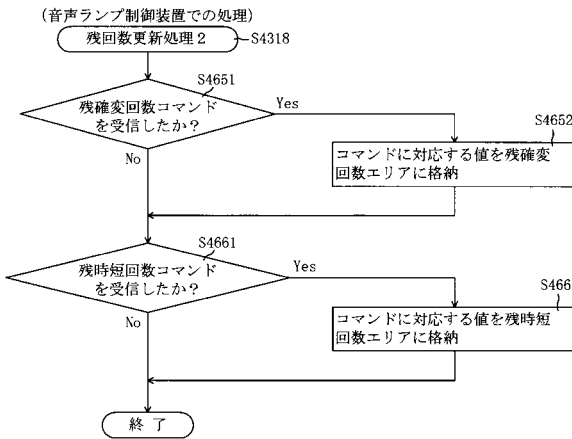 (音声ランプ制御装置での処理)
残回数更新処理2
S4318
S4651
残確変回数コマンド
を受信したか?
Yes
No
S4652
コマンドに対応する値を残確変
回数エリアに格納
S4661
残時短回数コマンド
を受信したか?
Yes
No
S466
コマンドに対応する値を残時短
回数エリアに格納
終了